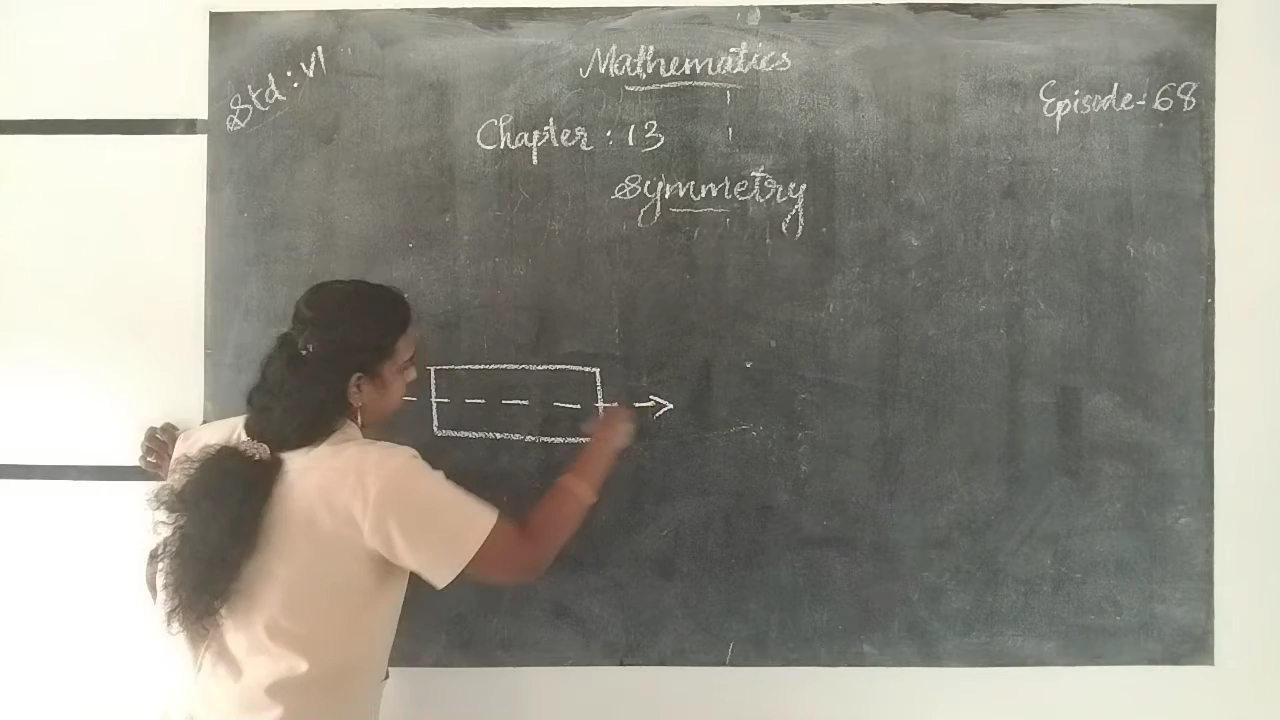 Std : VI
Mathematics
Episode-68
Chapter : 13
Symmetry